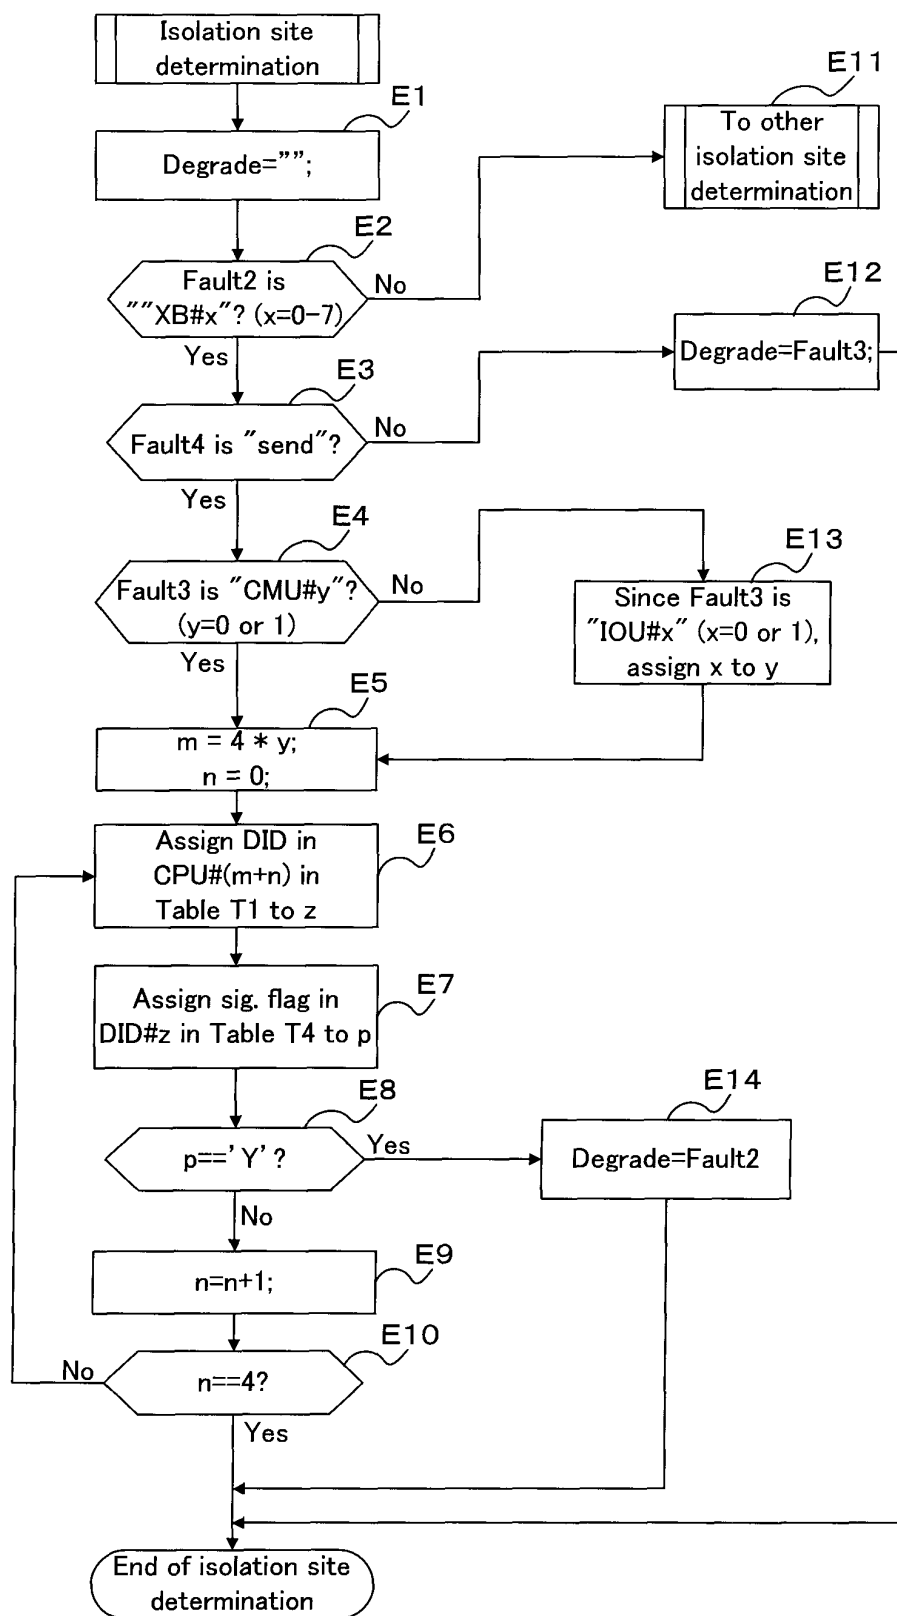 Isolation site
determination
E1
Degrade="";
E11
To other
isolation site
determination
E2
Fault2 is
""XB#x"? (x=0-7)
No
Yes
E12
Degrade=Fault3;
E3
Fault4 is "send"?
No
Yes
E4
Fault3 is "CMU#y"?
(y=0 or 1)
No
Yes
E13
Since Fault3 is
"IOU#x" (x=0 or 1),
assign x to y
E5
m = 4 * y;
n = 0;
E6
Assign DID in
CPU#(m+n) in
Table T1 to z
E7
Assign sig. flag in
DID#z in Table T4 to p
E8
p=='Y'?
Yes
No
E14
Degrade=Fault2
E9
n=n+1;
E10
n==4?
No
Yes
End of isolation site
determination